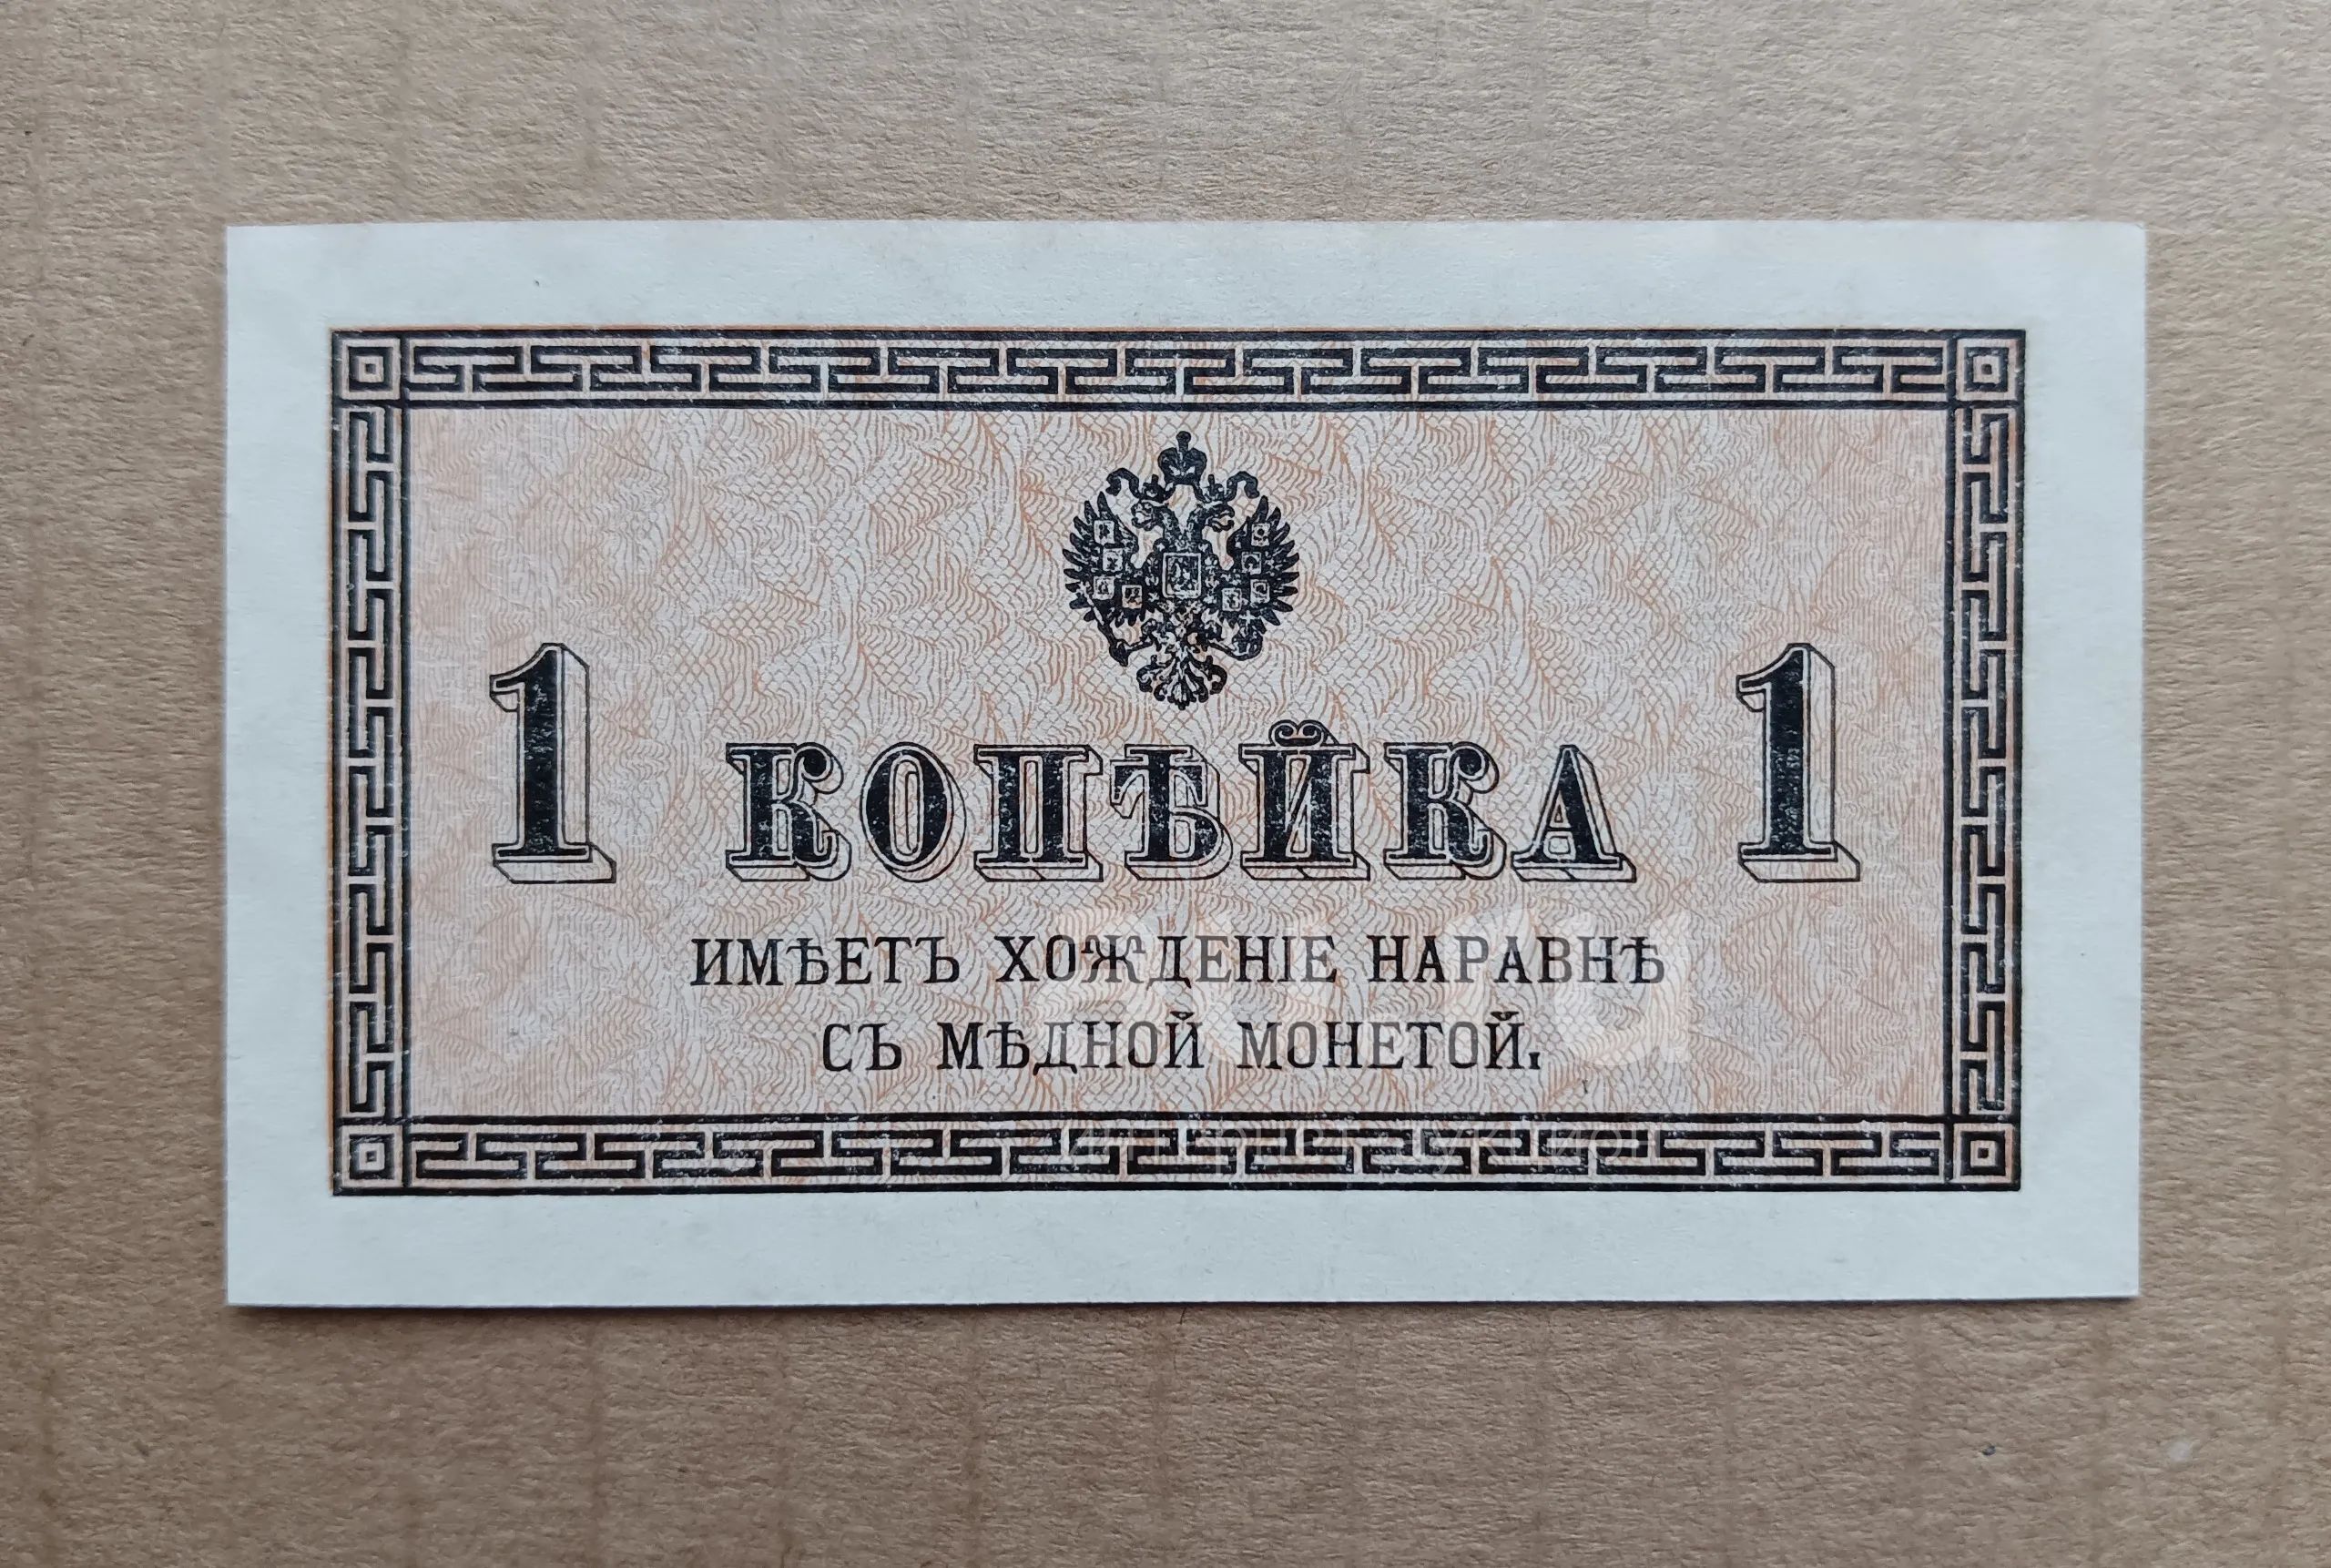 1 КОПѢЙКА 1
ИМѢЕТЪ ХОЖДЕНІЕ НАРАВНѢ
СЪ МѢДНОЙ МОНЕТОЙ.